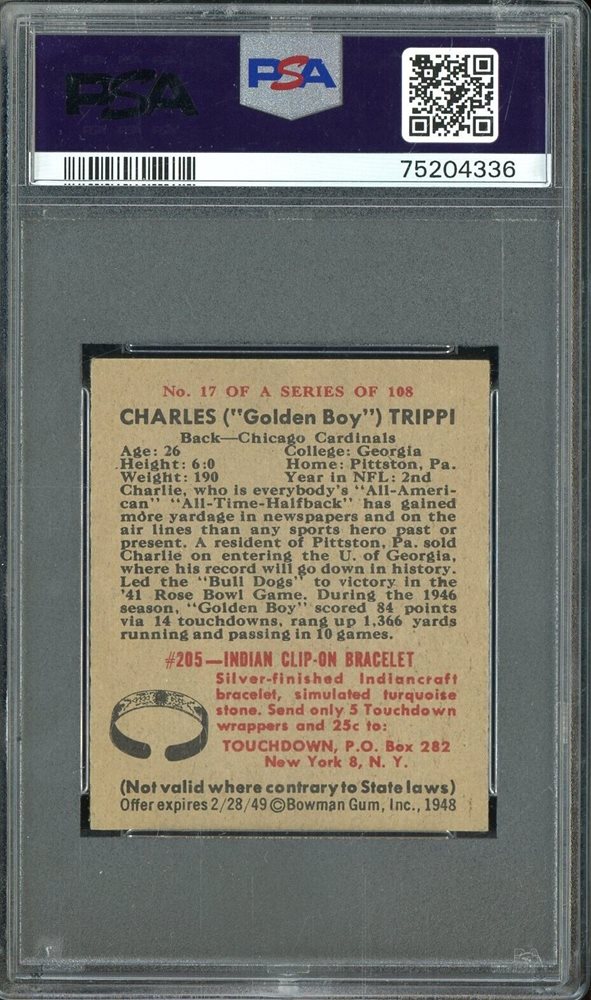 PSA
PSA
75204336
No. 17 OF A SERIES OF 108
CHARLES ("Golden Boy") TRIPPI
Back—Chicago Cardinals
Age: 26 College: Georgia
Height: 6:0 Home: Pittston, Pa.
Weight: 190 Year in NFL: 2nd
Charlie, who is everybody's "All-Ameri-
can" "All-Time-Halfback" has gained
more yardage in newspapers and on the
air lines than any sports hero past or
present. A resident of Pittston, Pa. sold
Charlie on entering the U. of Georgia,
where his record will go down in history.
Led the "Bull Dogs" to victory in the
'41 Rose Bowl Game. During the 1946
season, "Golden Boy" scored 84 points
via 14 touchdowns, rang up 1,366 yards
running and passing in 10 games.
#205—INDIAN CLIP-ON BRACELET
Silver-finished Indiancraft
bracelet, simulated turquoise
stone. Send only 5 Touchdown
wrappers and 25c to:
TOUCHDOWN, P.O. Box 282
New York 8, N. Y.
(Not valid where contrary to State laws)
Offer expires 2/28/49 ©Bowman Gum, Inc., 1948
PSA